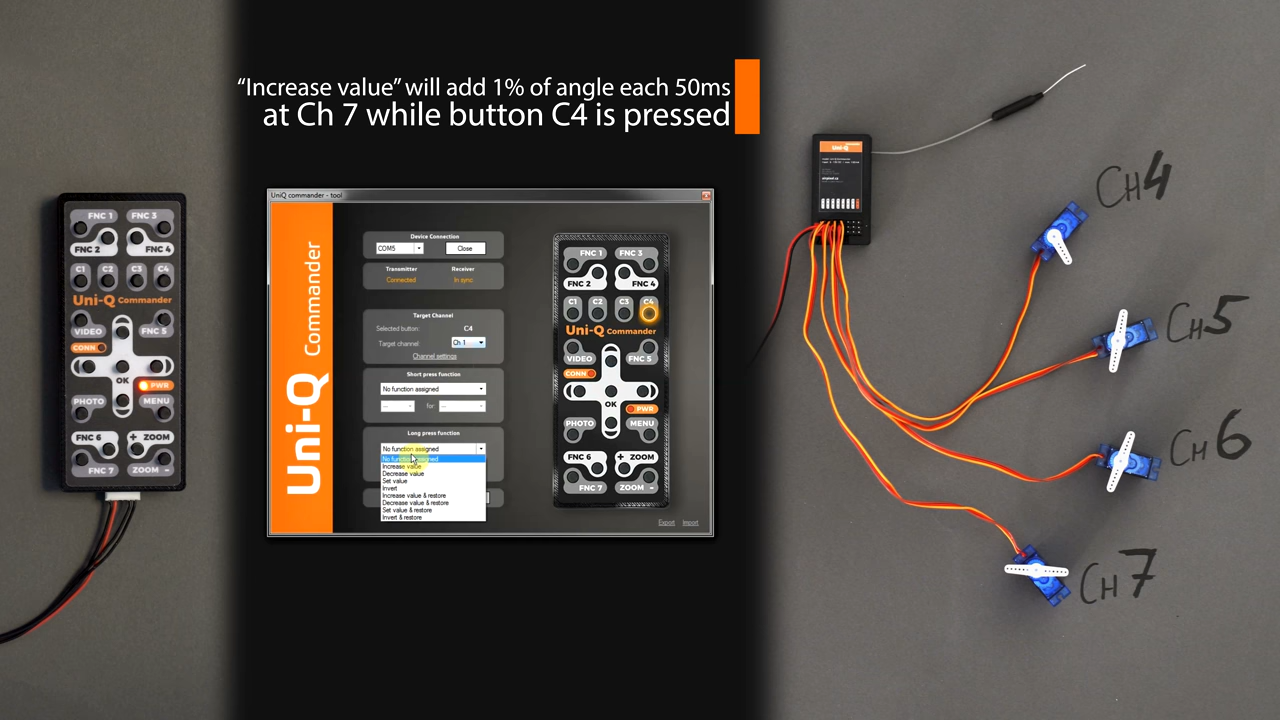 “Increase value” will add 1% of angle each 50ms
at Ch 7 while button C4 is pressed
FNC 1 FNC 3
FNC 2 FNC 4
C1 C2 C3 C4
Uni-Q Commander
VIDEO FNC 5
CONN
OK
PWR
PHOTO MENU
FNC 6 + ZOOM
FNC 7 ZOOM -
UniQ commander - tool
Uni-Q Commander
Device Connection
COM5 Close
Transmitter Receiver
Connected In sync
Target Channel
Selected button: C4
Target channel: Ch 1
Channel settings
Short press function
No function assigned
-- for --
Long press function
No function assigned
No function assigned
Increase value
Decrease value
Set value
Invert
Increase value & restore
Decrease value & restore
Set value & restore
Invert & restore
FNC 1 FNC 3
FNC 2 FNC 4
C1 C2 C3 C4
Uni-Q Commander
VIDEO FNC 5
CONN
OK
PWR
PHOTO MENU
FNC 6 + ZOOM
FNC 7 ZOOM -
Export Import
Uni-Q
CH4
CH5
CH6
CH7